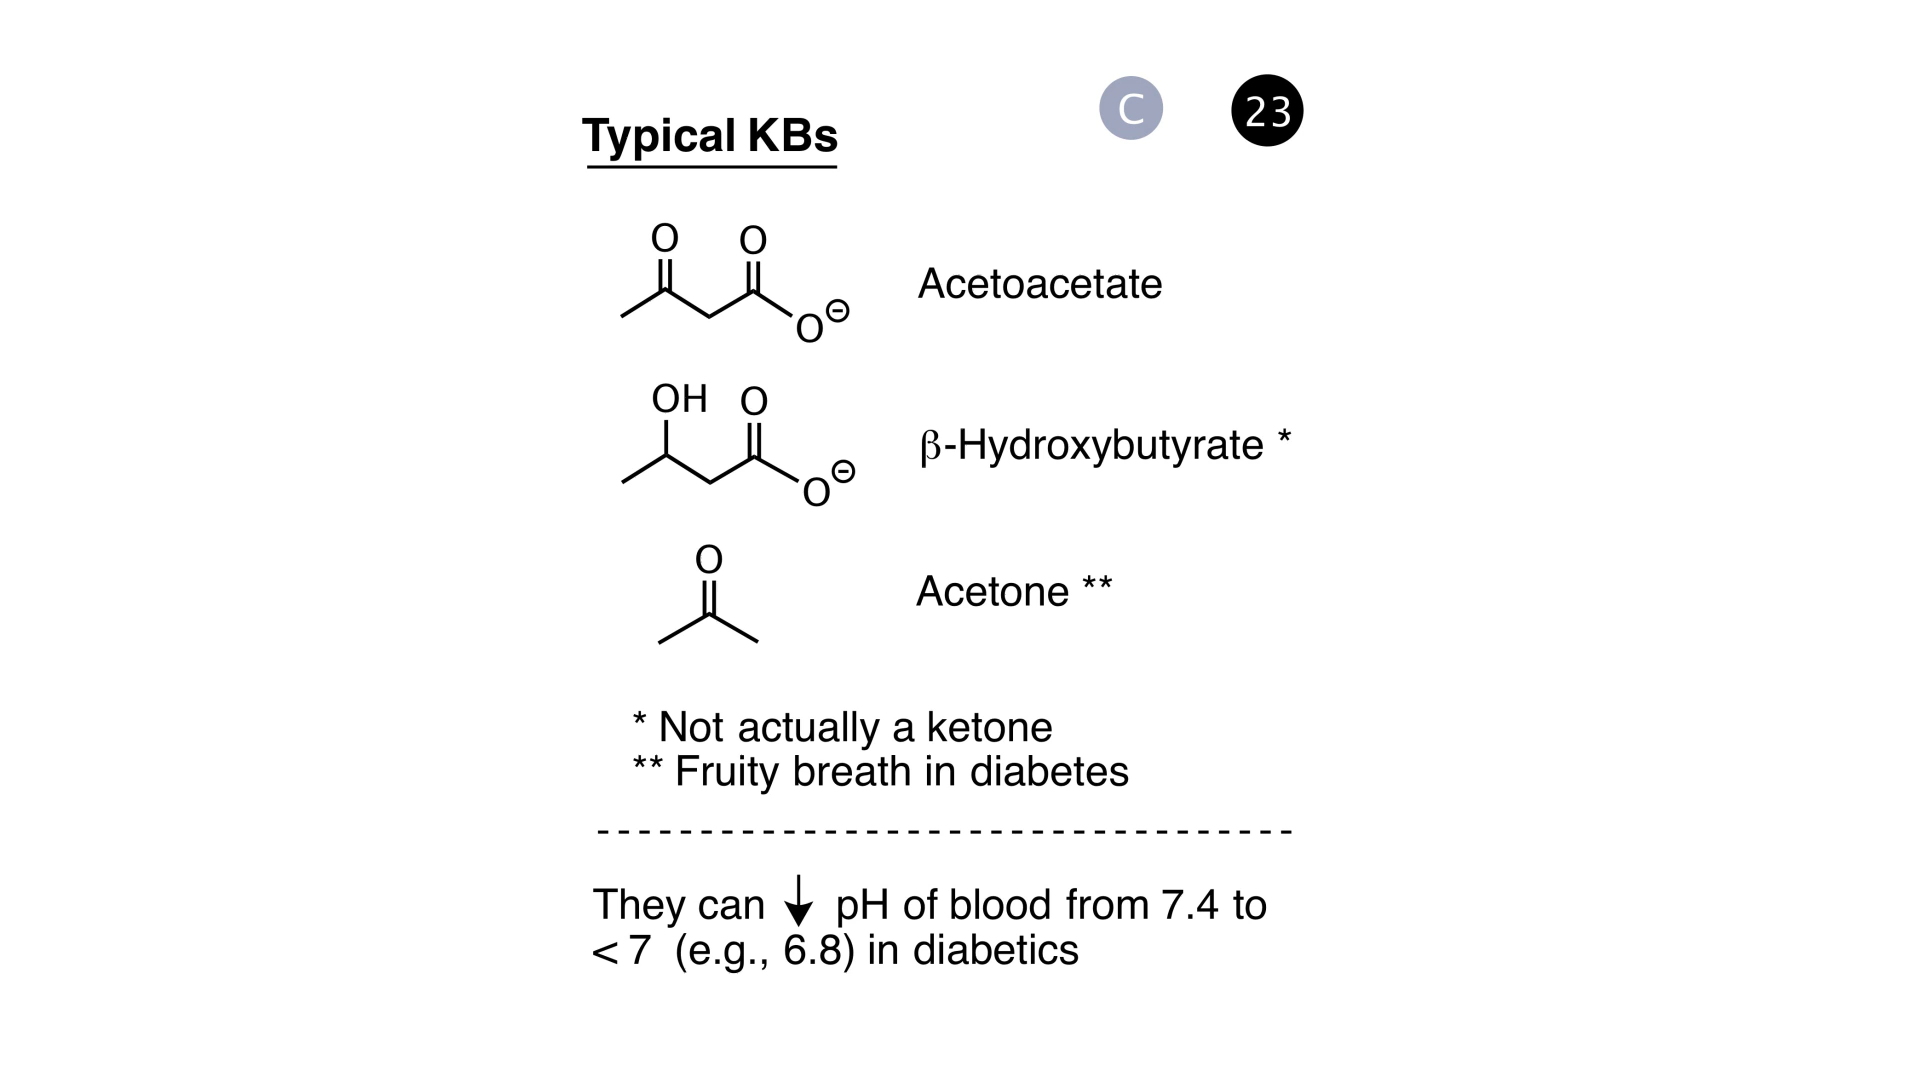 Typical KBs
C
23
O O
O⊖
Acetoacetate
OH O
O⊖
β-Hydroxybutyrate *
O
Acetone **
* Not actually a ketone
** Fruity breath in diabetes
They can ↓ pH of blood from 7.4 to
< 7 (e.g., 6.8) in diabetics